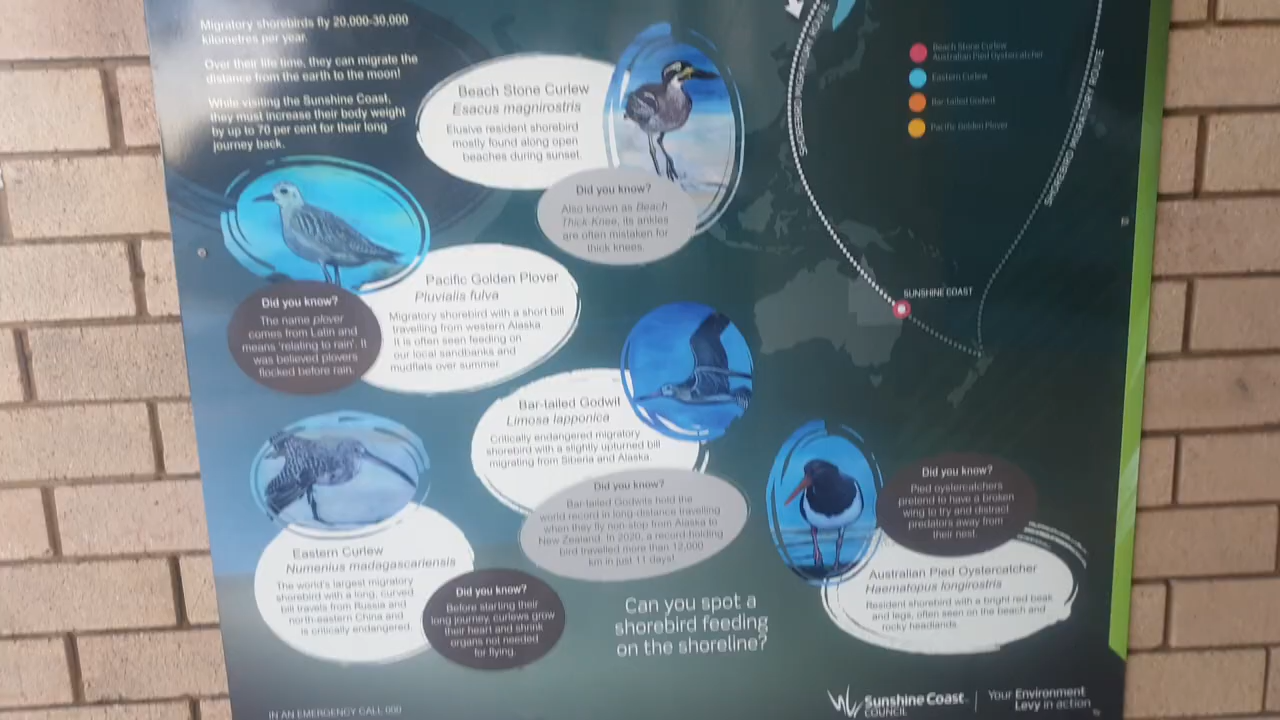 Migratory shorebirds fly 20,000-30,000
kilometres per year.
Over their life time, they can migrate the
distance from the earth to the moon!
While visiting the Sunshine Coast,
they must increase their body weight
by up to 70 per cent for their long
journey back.
Beach Stone Curlew
Esacus magnirostris
Elusive resident shorebird
mostly found along open
beaches during sunset.
Did you know?
Also known as Beach
Thick Knee, its ankles
are often mistaken for
thick knees.
Beach Stone Curlew
Australian Pied Oystercatcher
Eastern Curlew
Bar-tailed Godwit
Pacific Golden Plover
SHOREBIRD MIGRATORY ROUTE
SHOREBIRD MIGRATORY ROUTE
SUNSHINE COAST
Pacific Golden Plover
Pluvialis fulva
Migratory shorebird with a short bill
travelling from western Alaska.
It is often seen feeding on
our local sandbanks and
mudflats over summer.
Did you know?
The name plover
comes from Latin and
means 'relating to rain'. It
was believed plovers
flocked before rain.
Bar-tailed Godwit
Limosa lapponica
Critically endangered migratory
shorebird with a slightly upturned bill
migrating from Siberia and Alaska.
Did you know?
Bar-tailed Godwits hold the
world record in long-distance travelling
when they fly non-stop from Alaska to
New Zealand. In 2020, a record holding
bird travelled more than 12,000
km in just 11 days!
Eastern Curlew
Numenius madagascariensis
The world's largest migratory
shorebird with a long, curved
bill travels from Russia and
north-eastern China and
is critically endangered.
Did you know?
Before starting their
long journey, curlews grow
their heart and shrink
organs not needed
for flying.
Did you know?
Pied oystercatchers
pretend to have a broken
wing to try and distract
predators away from
their nest.
Australian Pied Oystercatcher
Haematopus longirostris
Resident shorebird with a bright red beak
and legs, often seen on the beach and
rocky headlands.
Can you spot a
shorebird feeding
on the shoreline?
IN AN EMERGENCY CALL 000
Sunshine Coast
COUNCIL
Your Environment
Levy in action